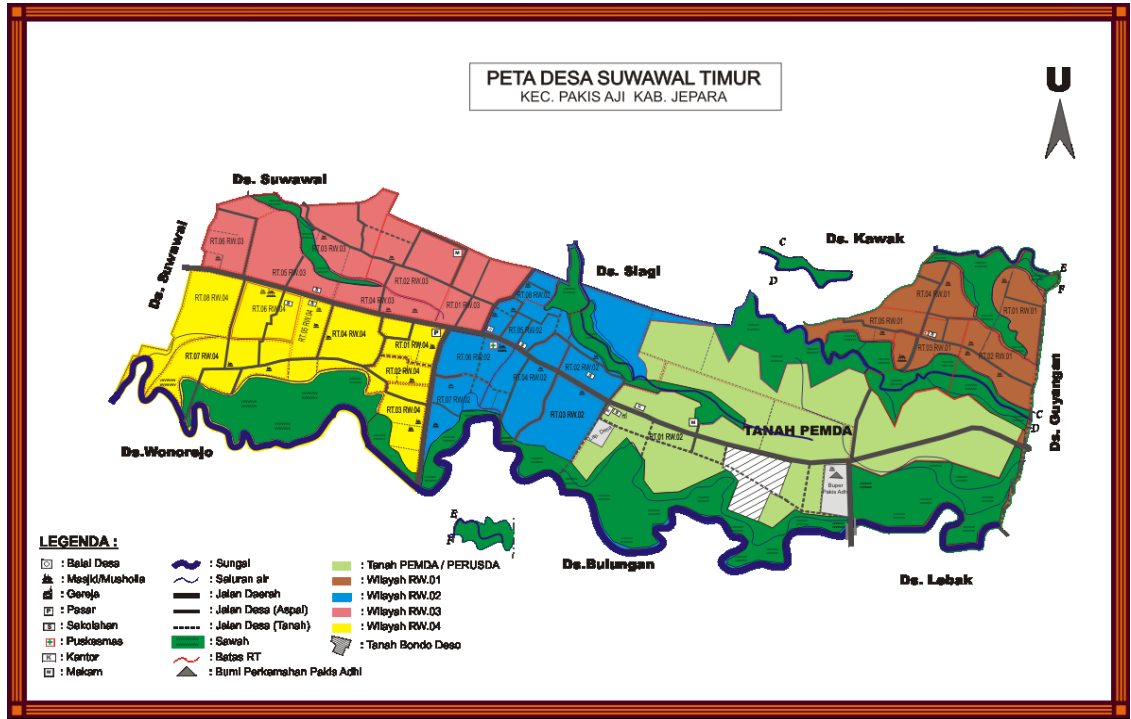 PETA DESA SUWAWAL TIMUR
KEC. PAKIS AJI KAB. JEPARA
U
Ds. Suwawal
Ds. Suwawal
Ds. Siagi
Ds. Kawak
Ds. Guyangan
Ds.Wonorejo
Ds.Bulungan
Ds. Lebak
C
D
E
F
C
D
E
F
RT.06 RW.03
RT.03 RW.03
RT.05 RW.03
RT.02 RW.03
RT.04 RW.03
RT.01 RW.03
M
RT.08 RW.04
RT.06 RW.04
RT.05 RW.04
RT.04 RW.04
RT.01 RW.04
RT.07 RW.04
RT.02 RW.04
RT.03 RW.04
P
RT.05 RW.02
RT.02 RW.02
RT.04 RW.02
RT.07 RW.02
RT.03 RW.02
RT.01 RW.02
RT.04 RW.01
RT.01 RW.01
RT.05 RW.01
RT.03 RW.01
RT.02 RW.01
TANAH PEMDA
Buper
Pakis Adhi
LEGENDA :
: Balai Desa
: Masjid/Musholla
: Gereja
P : Pasar
S : Sekolahan
: Puskesmas
K : Kantor
M : Makam
: Sungai
: Saluran air
: Jalan Daerah
: Jalan Desa (Aspal)
: Jalan Desa (Tanah)
: Sawah
: Batas RT
: Bumi Perkemahan Pakis Adhi
: Tanah PEMDA / PERUSDA
: Wilayah RW.01
: Wilayah RW.02
: Wilayah RW.03
: Wilayah RW.04
: Tanah Bondo Deso